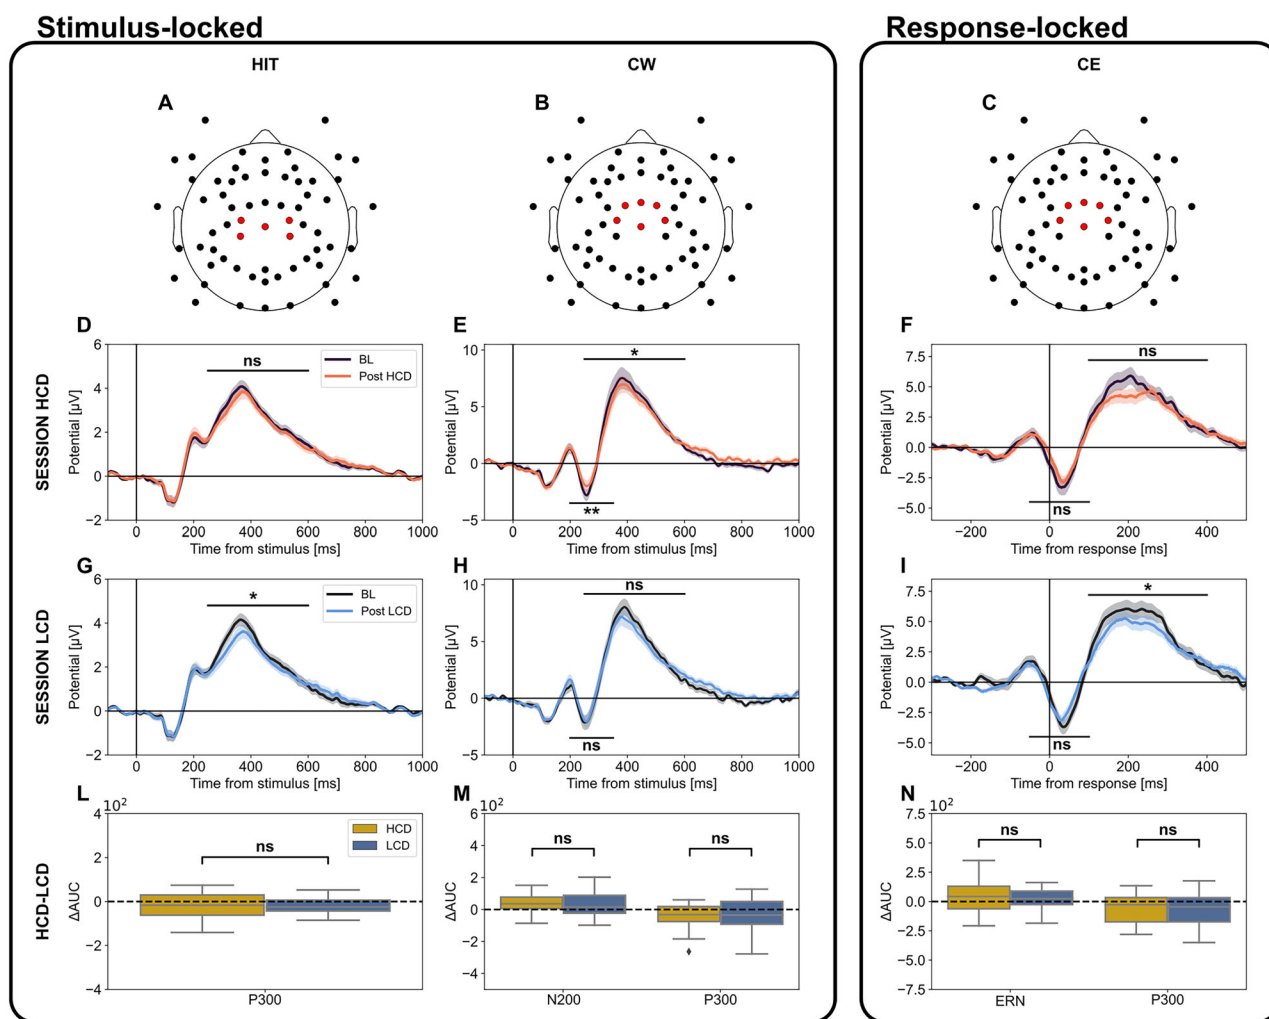 Stimulus-locked
Response-locked
HIT
CW
CE
A
B
C
D
E
F
SESSION HCD
Potential [µV]
6
4
2
0
−2
ns
BL
Post HCD
0
200
400
600
800
1000
Time from stimulus [ms]
Potential [µV]
10
5
0
−5
*
**
0
200
400
600
800
1000
Time from stimulus [ms]
Potential [µV]
7.5
5.0
2.5
0.0
−2.5
−5.0
ns
ns
−200
0
200
400
Time from response [ms]
G
H
I
SESSION LCD
Potential [µV]
6
4
2
0
−2
*
BL
Post LCD
0
200
400
600
800
1000
Time from stimulus [ms]
Potential [µV]
10
5
0
−5
ns
ns
0
200
400
600
800
1000
Time from stimulus [ms]
Potential [µV]
7.5
5.0
2.5
0.0
−2.5
−5.0
*
ns
−200
0
200
400
Time from response [ms]
L
M
N
HCD-LCD
ΔAUC
4 10²
2
0
−2
−4
ns
HCD
LCD
P300
ΔAUC
6 10²
4
2
0
−2
−4
ns
ns
N200
P300
ΔAUC
7.5 10²
5.0
2.5
0.0
−2.5
−5.0
−7.5
ns
ns
ERN
P300